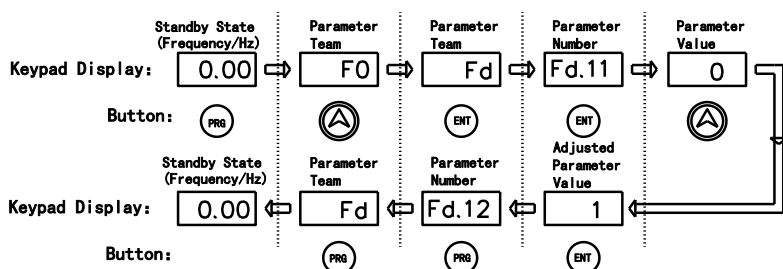 Standby State Parameter Parameter Parameter Parameter
(Frequency/Hz) Team Team Number Value
Keypad Display: 0.00 F0 Fd Fd.11 0
Button: PRG ENT ENT
Standby State Parameter Parameter Adjusted
(Frequency/Hz) Team Number Parameter
Value
Keypad Display: 0.00 Fd Fd.12 1
Button: PRG PRG ENT